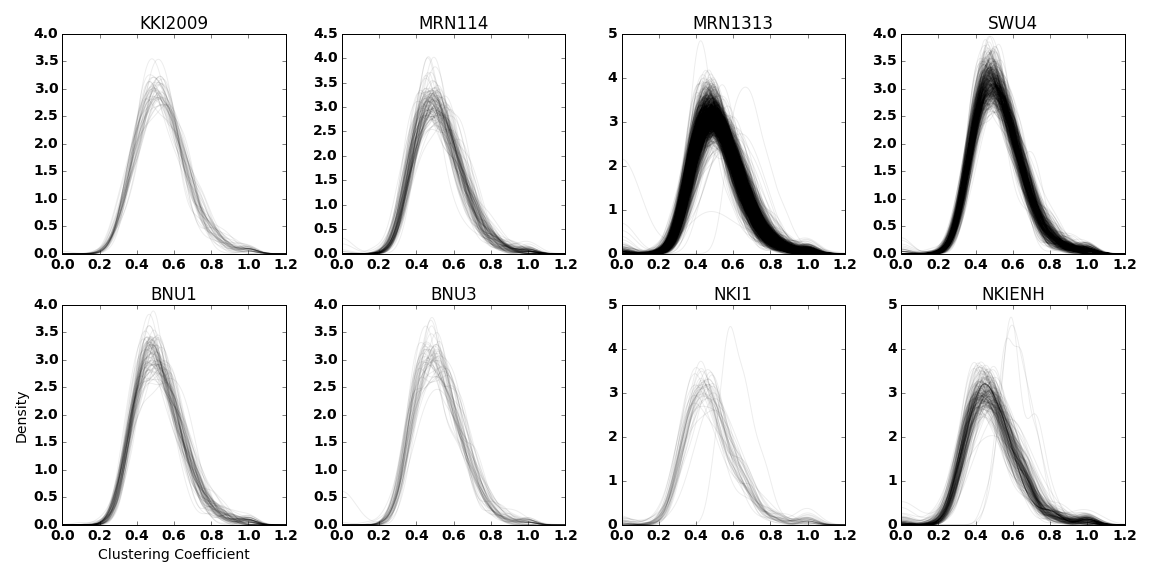 KKI2009 MRN114 MRN1313 SWU4
4.0 4.5 5 4.0
3.5 4.0 4 3.5
3.0 3.5 3 3.0
2.5 3.0 2 2.5
2.0 2.5 1 2.0
1.5 2.0 0 1.5
1.0 1.5 1.0
0.5 1.0 0.5
0.0 0.5 0.0
0.0
0.0 0.2 0.4 0.6 0.8 1.0 1.2 0.0 0.2 0.4 0.6 0.8 1.0 1.2 0.0 0.2 0.4 0.6 0.8 1.0 1.2 0.0 0.2 0.4 0.6 0.8 1.0 1.2
BNU1 BNU3 NKI1 NKIENH
4.0 4.0 5 5
3.5 3.5 4 4
3.0 3.0 3 3
2.5 2.5 2 2
2.0 2.0 1 1
1.5 1.5 0 0
1.0 1.0
0.5 0.5
0.0 0.0
Density
0.0 0.2 0.4 0.6 0.8 1.0 1.2 0.0 0.2 0.4 0.6 0.8 1.0 1.2 0.0 0.2 0.4 0.6 0.8 1.0 1.2 0.0 0.2 0.4 0.6 0.8 1.0 1.2
Clustering Coefficient